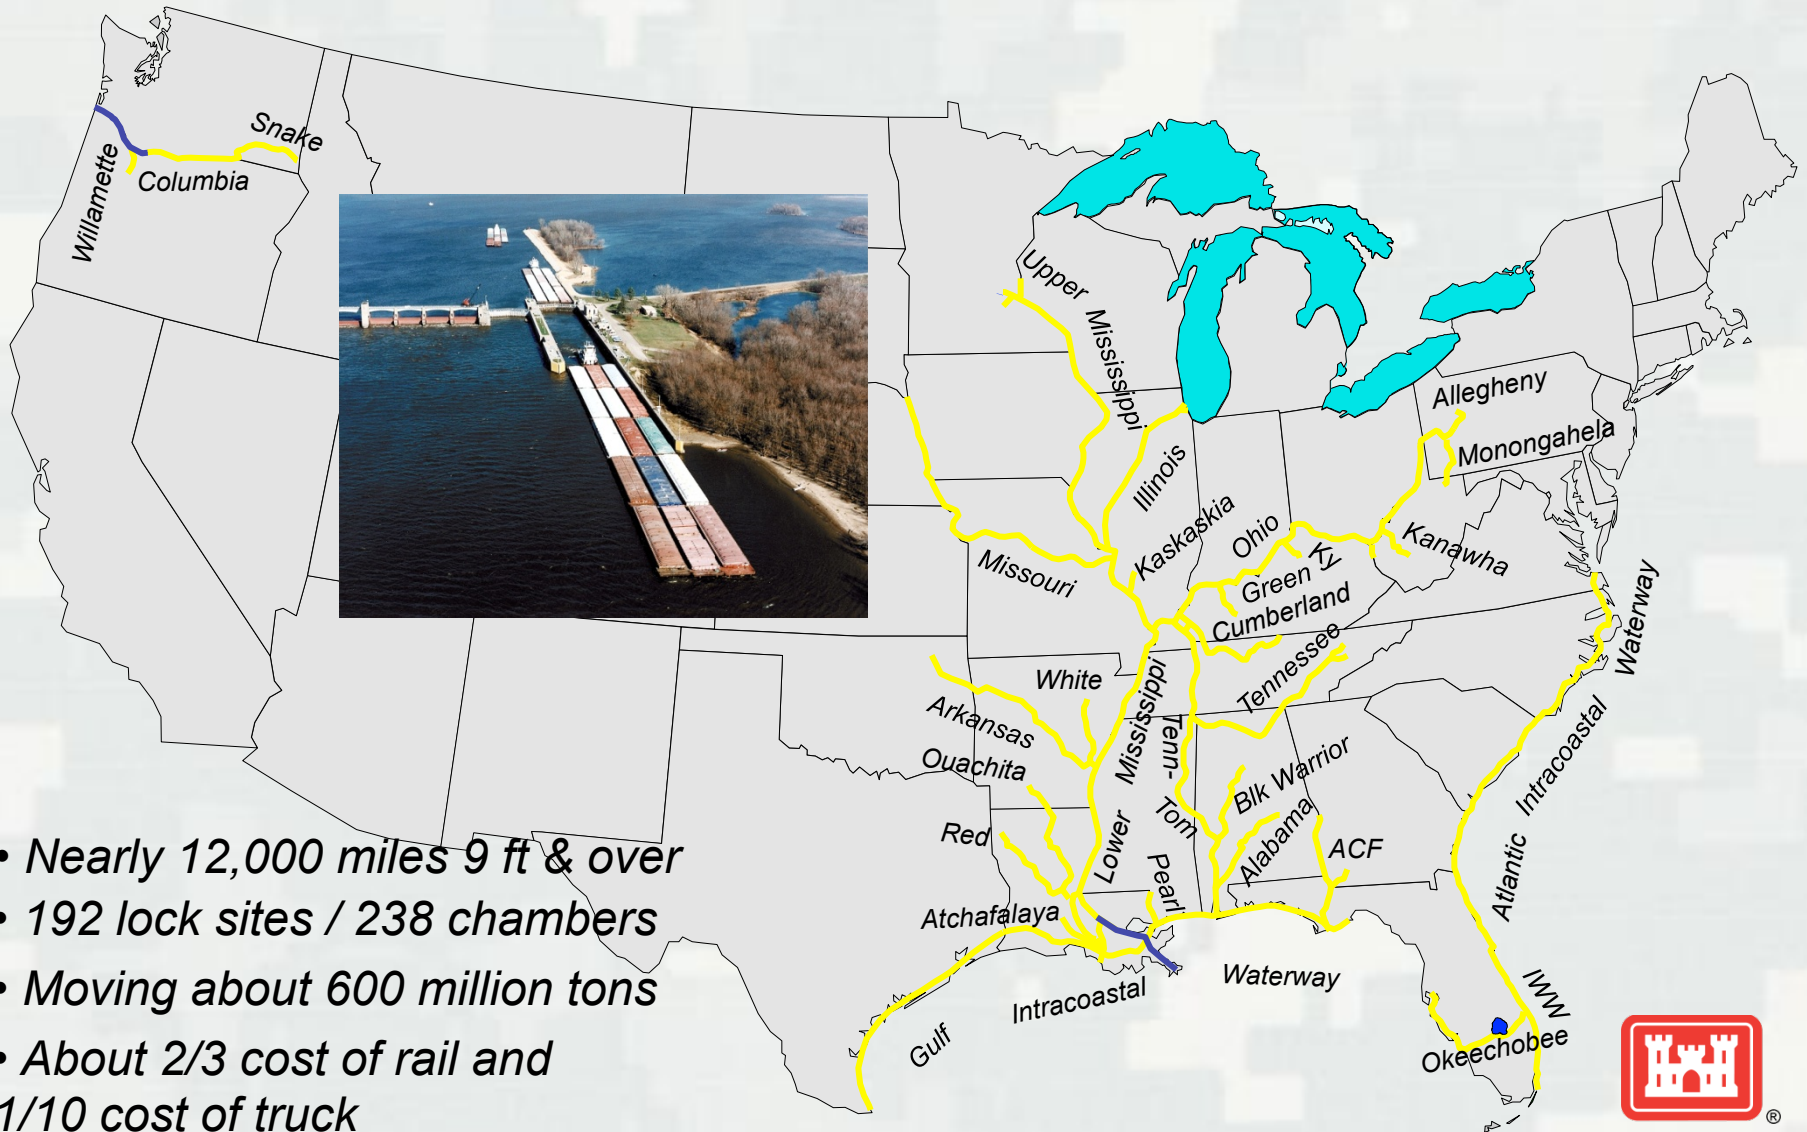 Snake
Willamette
Columbia
Upper
Mississippi
Allegheny
Monongahela
Illinois
Kaskaskia
Ohio
Ky
Kanawha
Missouri
Green
Cumberland
Tennessee
White
Arkansas
Ouachita
Lower
Mississippi
Tenn-
Tom
Blk Warrior
Alabama
ACF
Red
Pearl
Atchafalaya
Atlantic
Intracoastal
Waterway
IWW
Okeechobee
Gulf
Intracoastal
Waterway
• Nearly 12,000 miles 9 ft & over
• 192 lock sites / 238 chambers
• Moving about 600 million tons
• About 2/3 cost of rail and
1/10 cost of truck
®